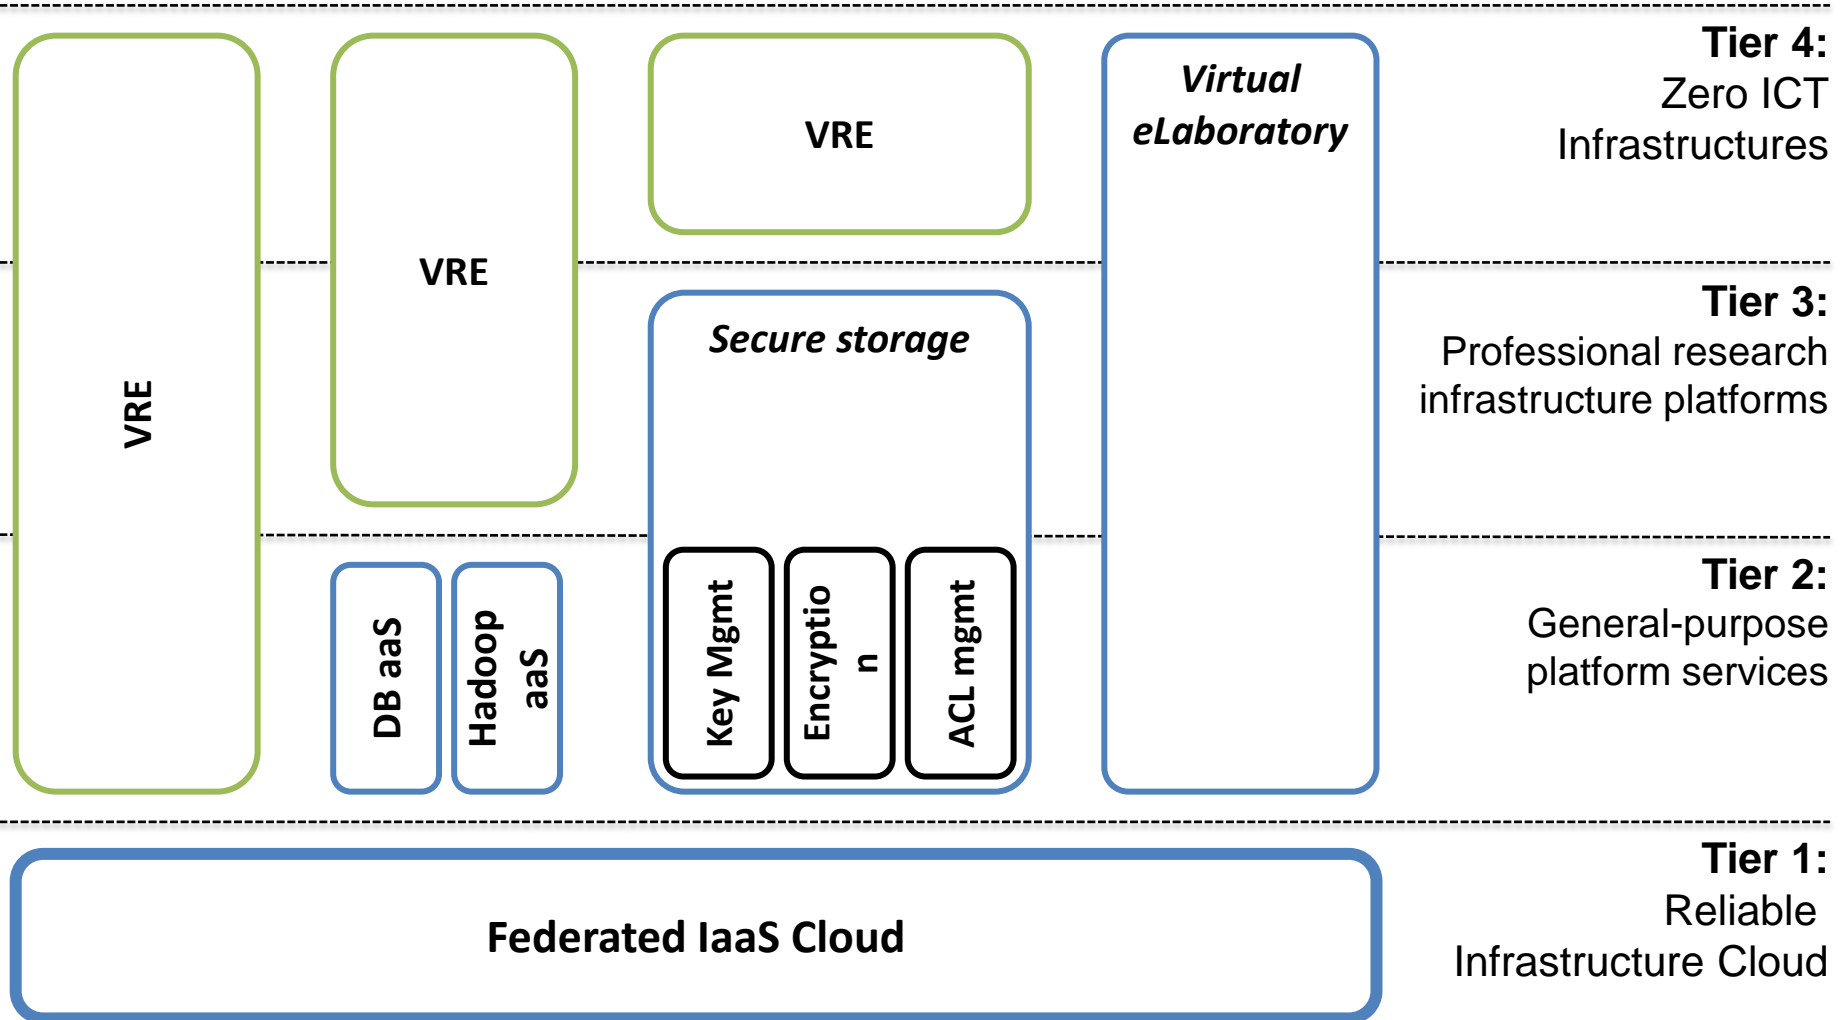 Tier 4:
Zero ICT
Infrastructures
VRE
VRE
VRE
Virtual
eLaboratory
Tier 3:
Professional research
infrastructure platforms
Secure storage
Tier 2:
General-purpose
platform services
DB aaS
Hadoop
aaS
Key Mgmt
Encryptio
n
ACL mgmt
Tier 1:
Reliable
Infrastructure Cloud
Federated IaaS Cloud